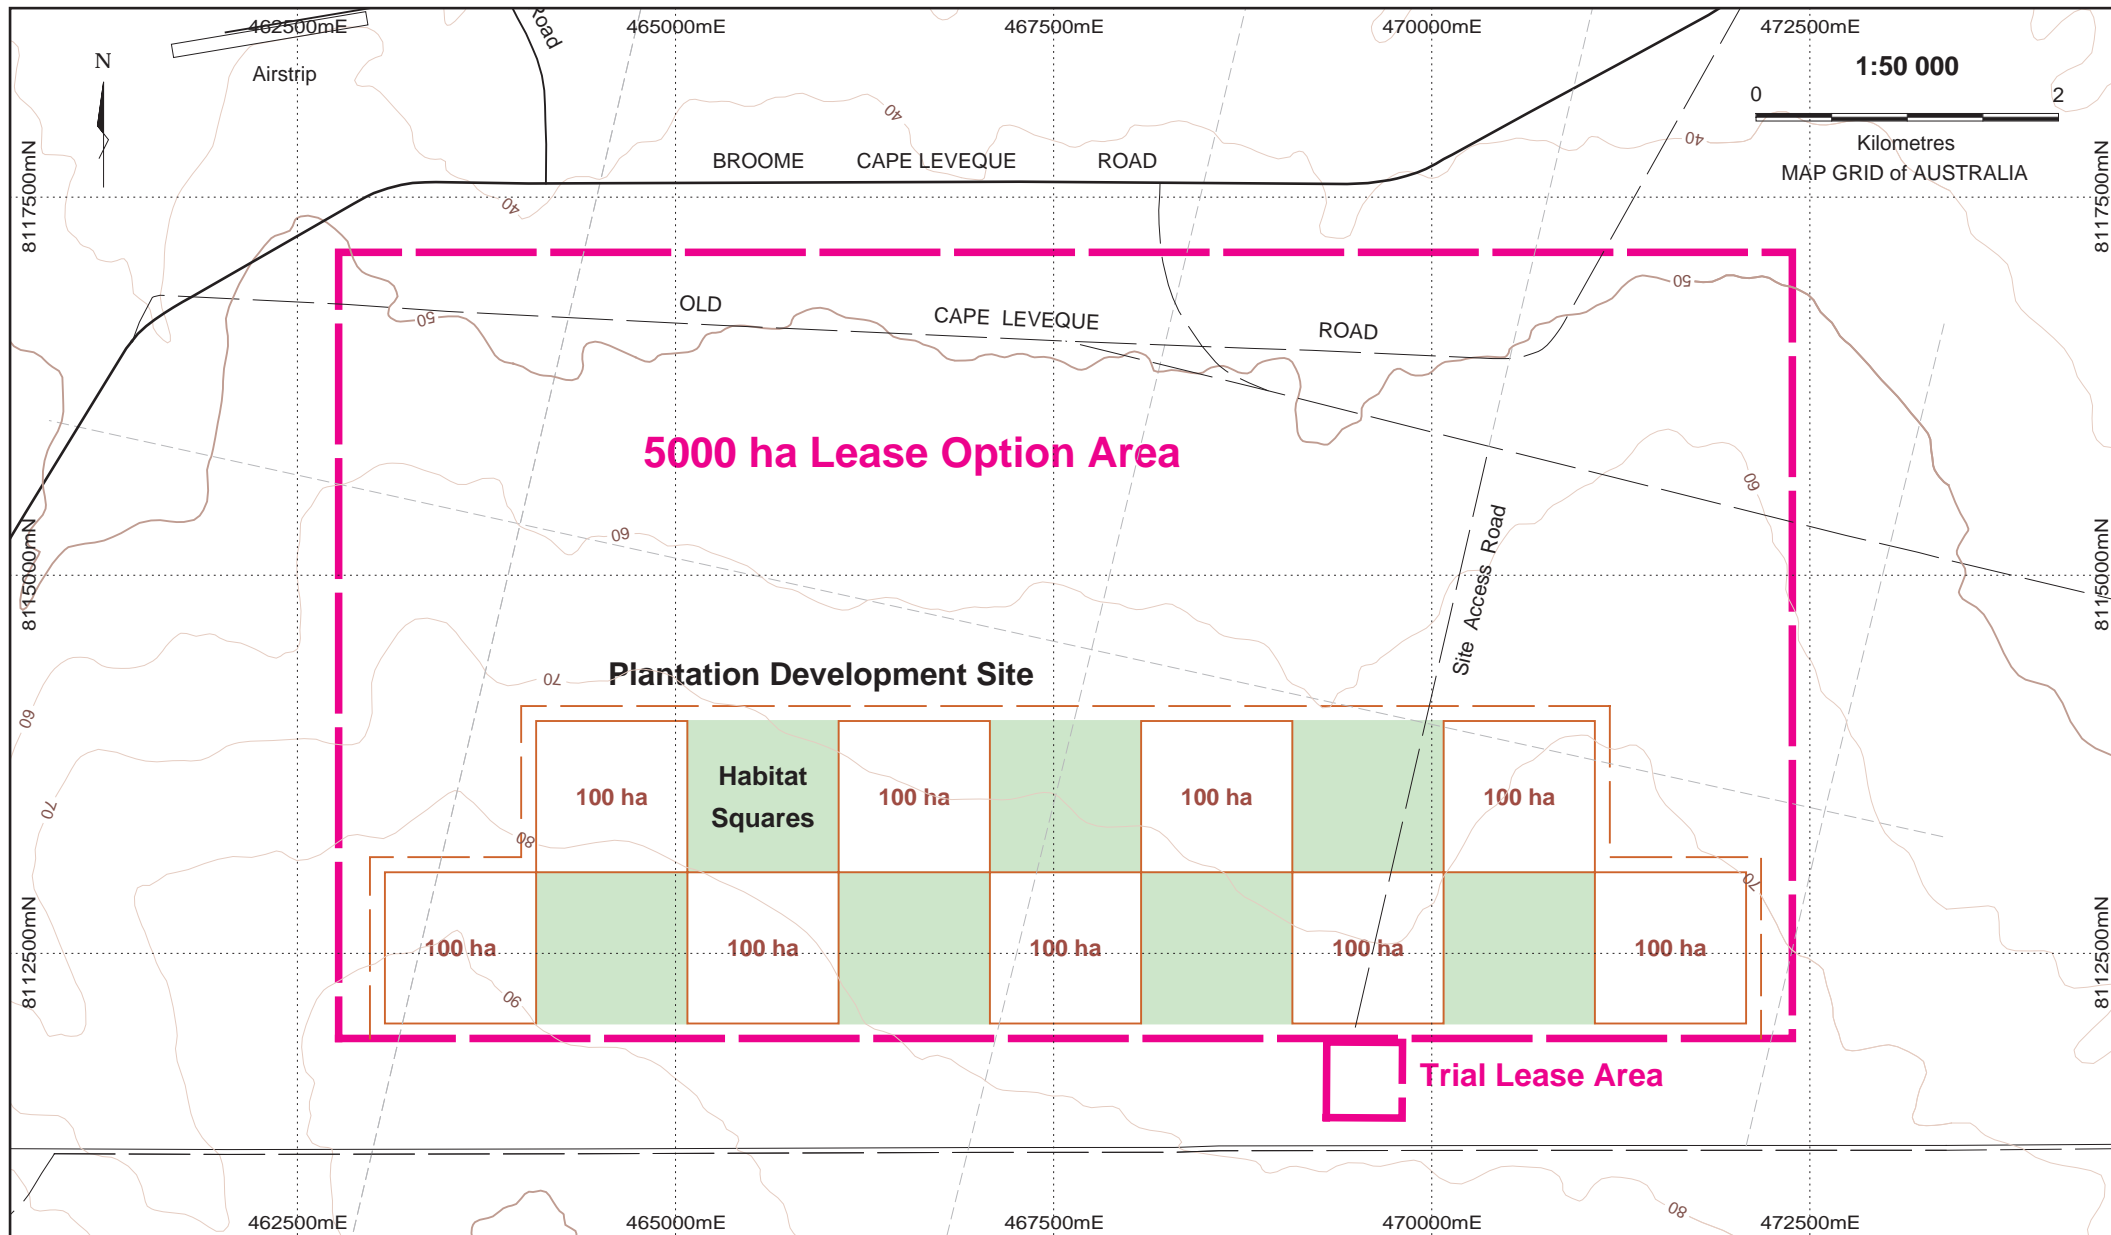 462500mE
465000mE
467500mE
470000mE
472500mE
Road
N
Airstrip
1:50 000
0 2
Kilometres
MAP GRID of AUSTRALIA
40
40
40
BROOME CAPE LEVEQUE ROAD
8117500mN
8117500mN
50
50
OLD CAPE LEVEQUE ROAD
5000 ha Lease Option Area
60
60
Site Access Road
8115000mN
8115000mN
70
Plantation Development Site
60
70
80
Habitat
Squares
100 ha
100 ha
100 ha
100 ha
70
100 ha
100 ha
100 ha
100 ha
100 ha
8112500mN
8112500mN
90
Trial Lease Area
80
462500mE
465000mE
467500mE
470000mE
472500mE